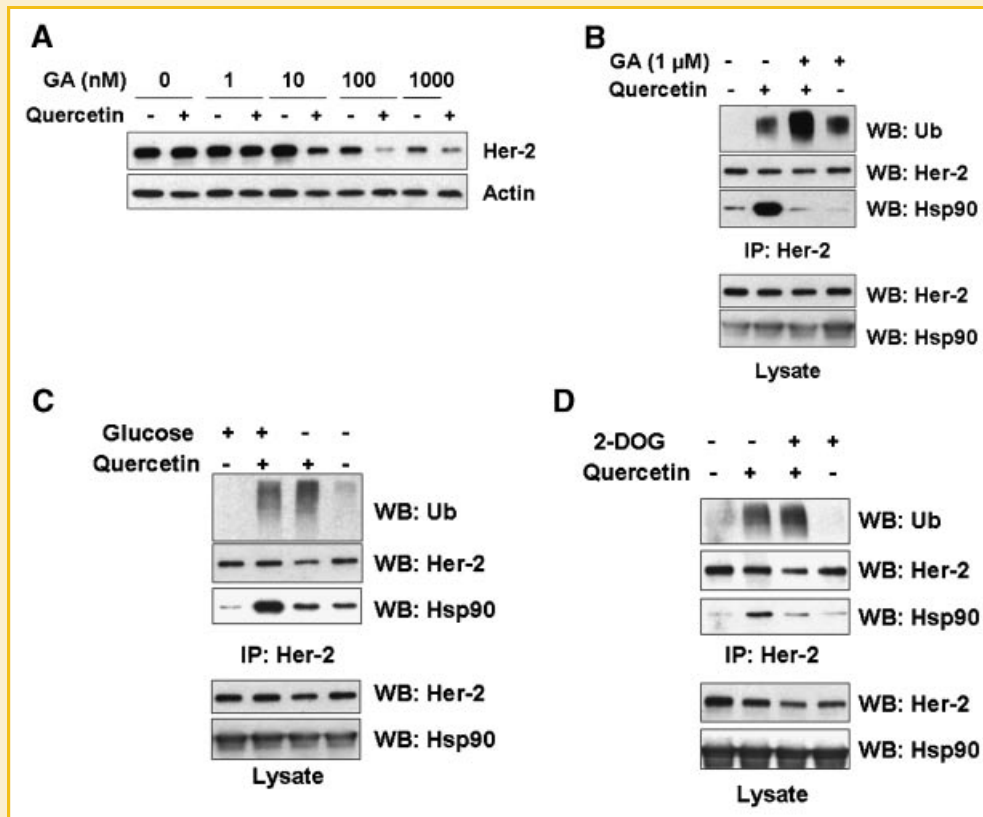 A
GA (nM) 0 1 10 100 1000
Quercetin - + - + - + - + - +
Her-2
Actin
B
GA (1 µM) - - + +
Quercetin - + + -
WB: Ub
WB: Her-2
WB: Hsp90
IP: Her-2
WB: Her-2
WB: Hsp90
Lysate
C
Glucose + + - -
Quercetin - + + -
WB: Ub
WB: Her-2
WB: Hsp90
IP: Her-2
WB: Her-2
WB: Hsp90
Lysate
D
2-DOG - - + +
Quercetin - + + -
WB: Ub
WB: Her-2
WB: Hsp90
IP: Her-2
WB: Her-2
WB: Hsp90
Lysate